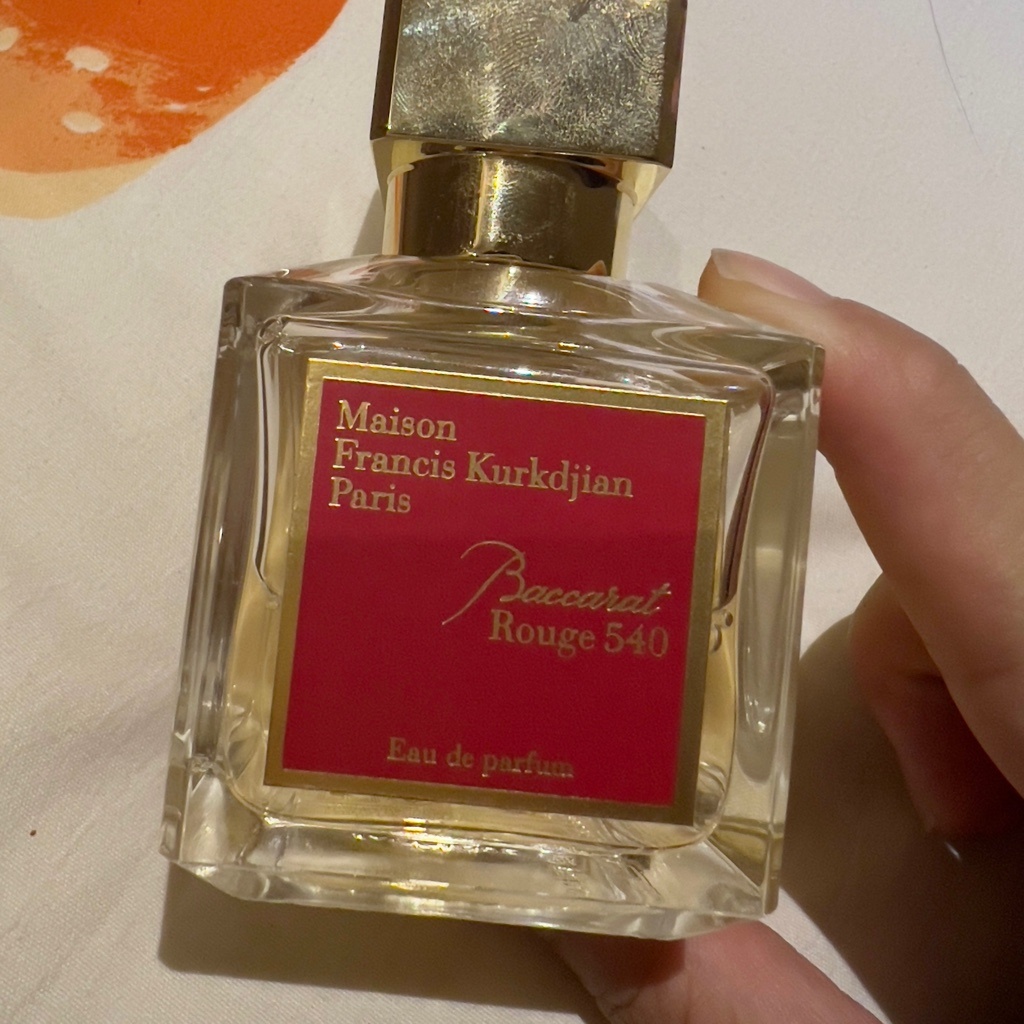 Maison
Francis Kurkdjian
Paris
Baccarat
Rouge 540
Eau de parfum